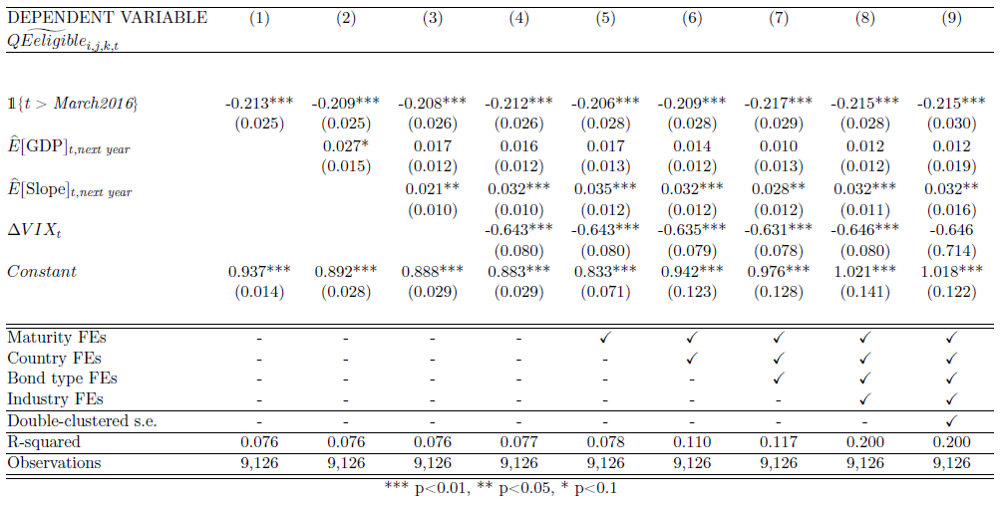 DEPENDENT VARIABLE (1) (2) (3) (4) (5) (6) (7) (8) (9)
\widetilde{QEeligible}_{i,j,k,t}
𝟙{t > March2016} -0.213*** -0.209*** -0.208*** -0.212*** -0.206*** -0.209*** -0.217*** -0.215*** -0.215***
(0.025) (0.025) (0.026) (0.026) (0.028) (0.028) (0.029) (0.028) (0.030)
\widehat{E}[GDP]_{t,next year} 0.027* 0.017 0.016 0.017 0.014 0.010 0.012 0.012
(0.015) (0.012) (0.012) (0.013) (0.012) (0.013) (0.012) (0.019)
\widehat{E}[Slope]_{t,next year} 0.021** 0.032*** 0.035*** 0.032*** 0.028** 0.032*** 0.032**
(0.010) (0.010) (0.012) (0.012) (0.012) (0.011) (0.016)
ΔVIX_t -0.643*** -0.643*** -0.635*** -0.631*** -0.646*** -0.646
(0.080) (0.080) (0.079) (0.078) (0.080) (0.714)
Constant 0.937*** 0.892*** 0.888*** 0.883*** 0.833*** 0.942*** 0.976*** 1.021*** 1.018***
(0.014) (0.028) (0.029) (0.029) (0.071) (0.123) (0.128) (0.141) (0.122)
Maturity FEs - - - - ✓ ✓ ✓ ✓ ✓
Country FEs - - - - - ✓ ✓ ✓ ✓
Bond type FEs - - - - - - ✓ ✓ ✓
Industry FEs - - - - - - - ✓ ✓
Double-clustered s.e. - - - - - - - - ✓
R-squared 0.076 0.076 0.076 0.077 0.078 0.110 0.117 0.200 0.200
Observations 9,126 9,126 9,126 9,126 9,126 9,126 9,126 9,126 9,126
*** p<0.01, ** p<0.05, * p<0.1